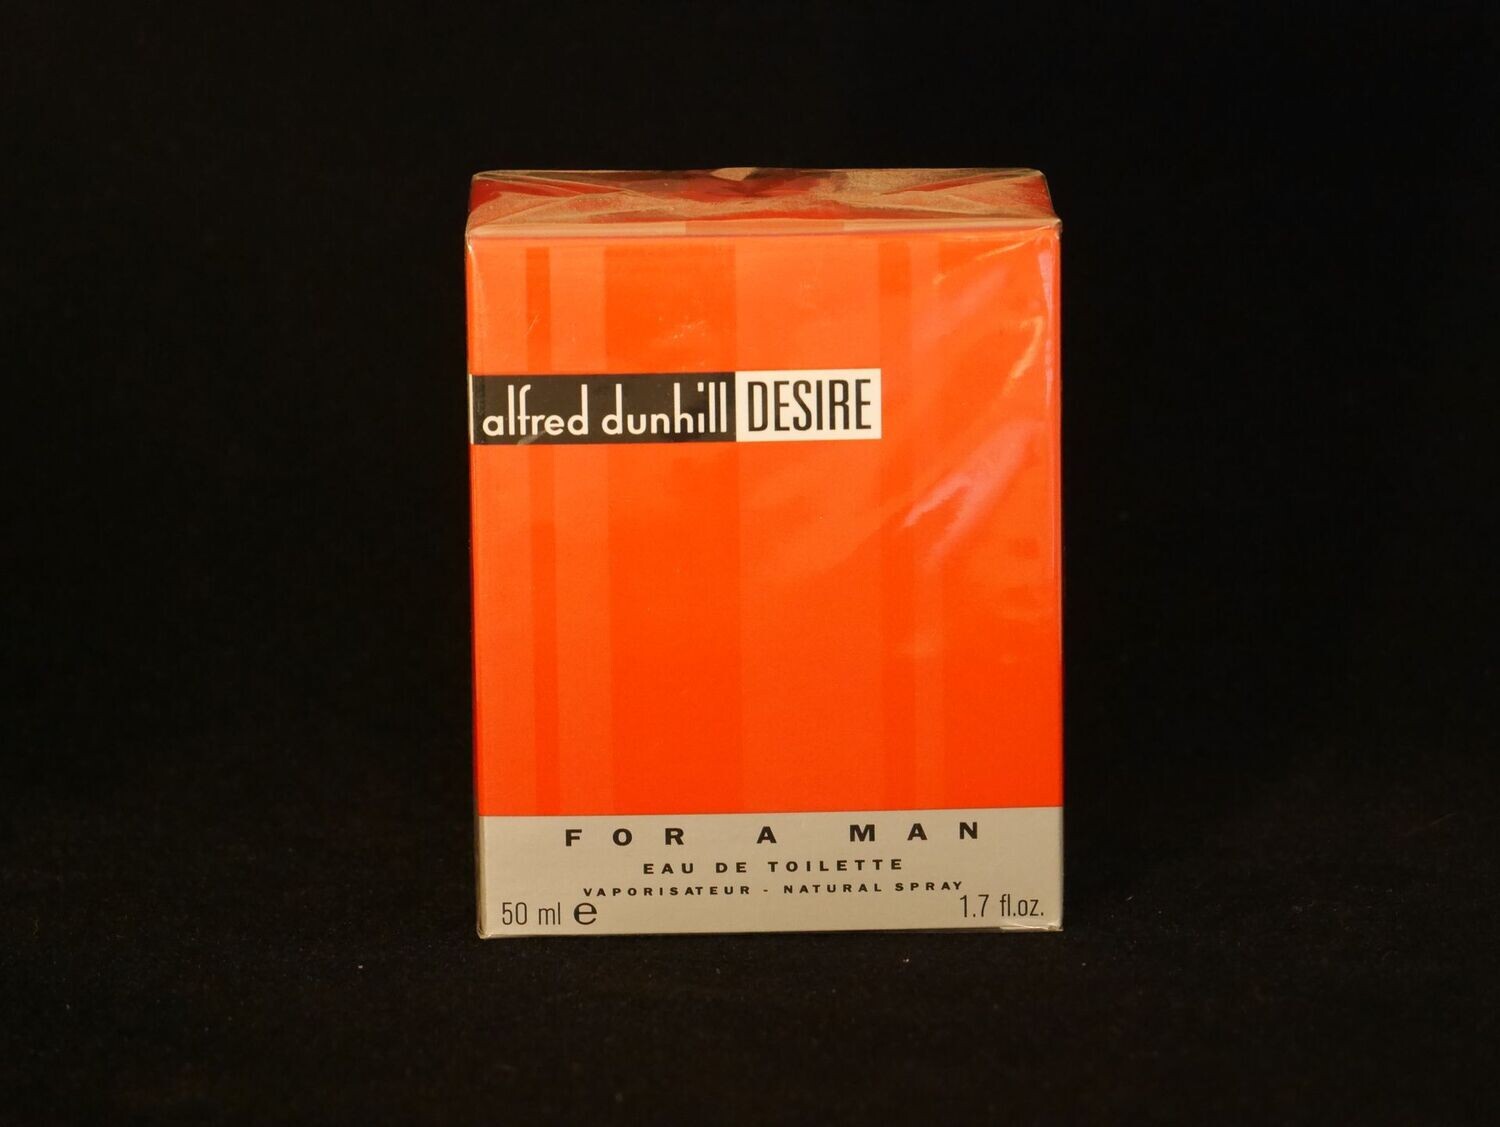 alfred dunhill DESIRE
FOR A MAN
EAU DE TOILETTE
VAPORISATEUR - NATURAL SPRAY
50 ml ℮ 1.7 fl.oz.